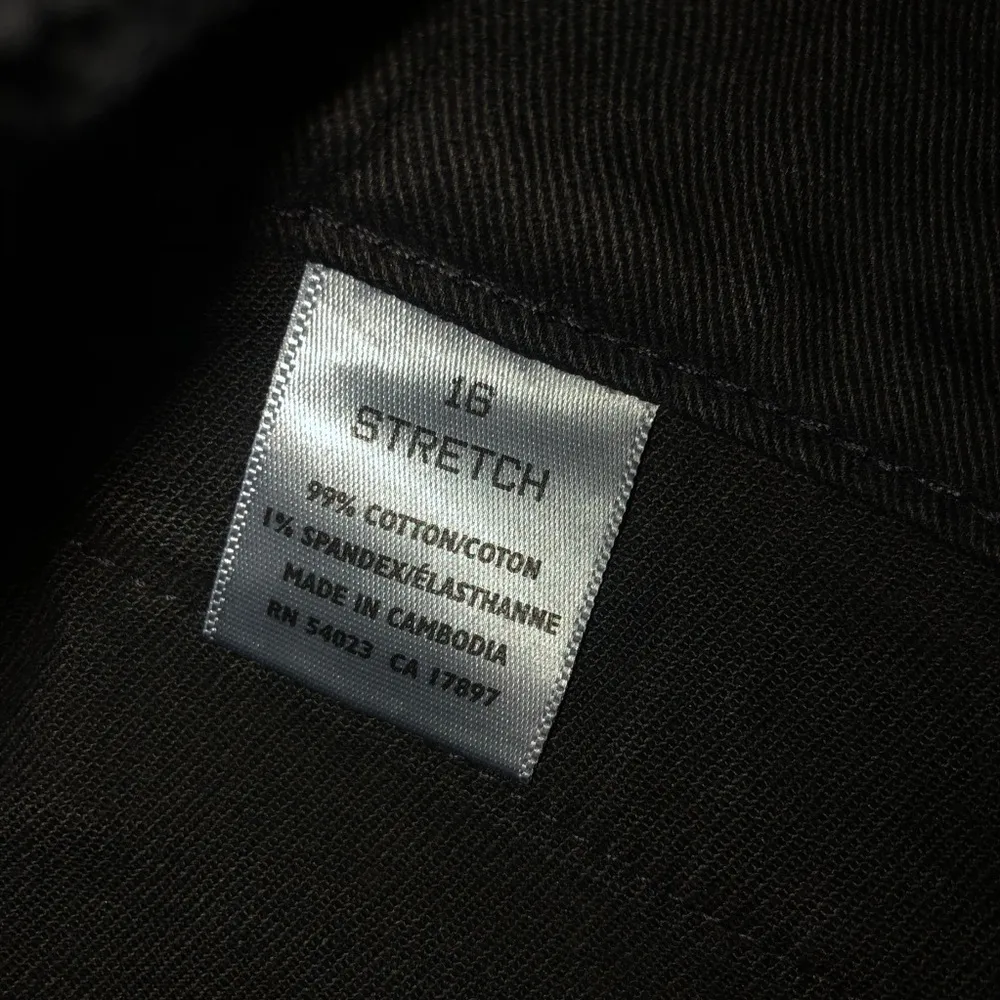 16
STRETCH
99% COTTON/COTON
1% SPANDEX/ÉLASTHANNE
MADE IN CAMBODIA
RN 54023 CA 17897